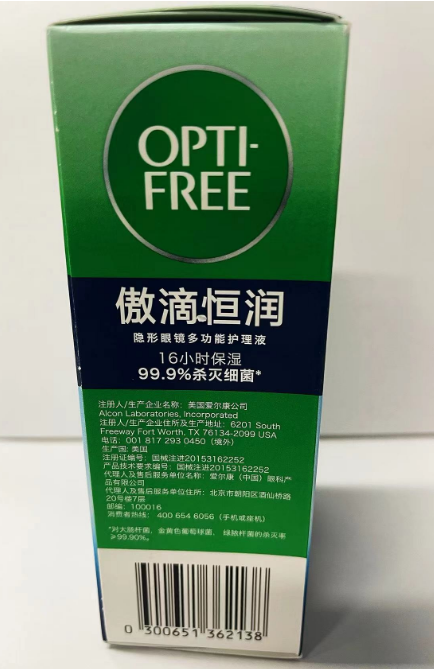 OPTI-
FREE
傲滴恒润
隐形眼镜多功能护理液
16小时保湿
99.9%杀灭细菌*
注册人/生产企业名称：美国爱尔康公司
Alcon Laboratories, Incorporated
注册人/生产企业住所及生产地址：6201 South
Freeway Fort Worth, TX 76134-2099 USA
电话：001 817 293 0450（境外）
生产国: 美国
注册证编号：国械注进20153162252
产品技术要求编号：国械注进20153162252
代理人及售后服务单位名称：爱尔康（中国）眼科产
品有限公司
代理人及售后服务单位住所：北京市朝阳区酒仙桥路
20号楼7层
邮编：100016
消费者热线：400 654 6056（手机或座机）
*对大肠杆菌，金黄色葡萄球菌，绿脓杆菌的杀灭率
≥99.90%。
0 300651 362138